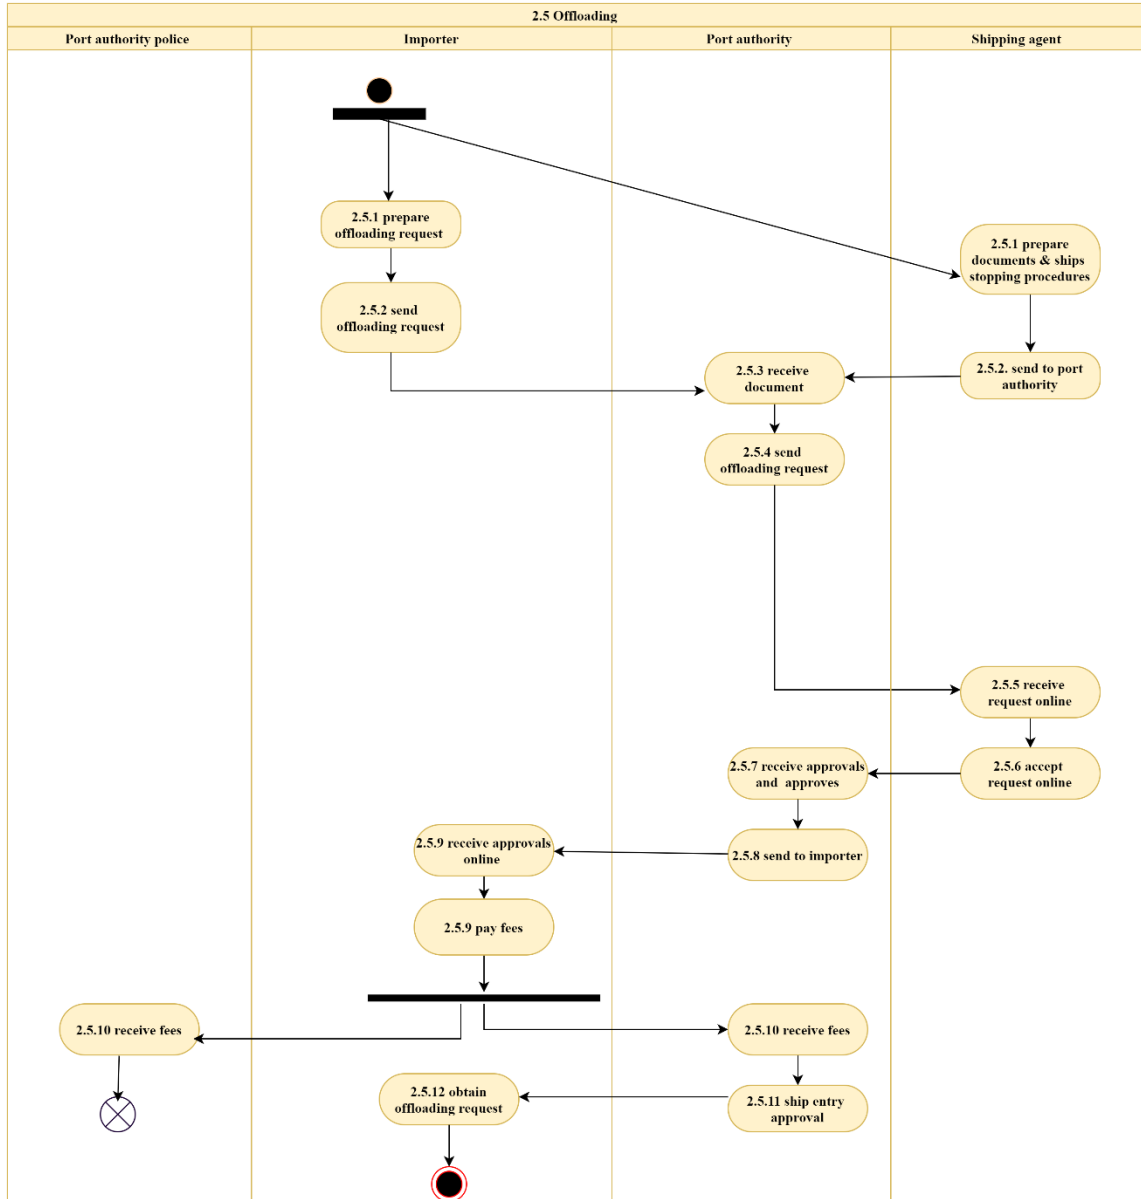 2.5 Offloading
Port authority police
Importer
Port authority
Shipping agent
2.5.1 prepare
offloading request
2.5.1 prepare
documents & ships
stopping procedures
2.5.2 send
offloading request
2.5.2. send to port
authority
2.5.3 receive
document
2.5.4 send
offloading request
2.5.5 receive
request online
2.5.6 accept
request online
2.5.7 receive approvals
and approves
2.5.8 send to importer
2.5.9 receive approvals
online
2.5.9 pay fees
2.5.10 receive fees
2.5.10 receive fees
2.5.11 ship entry
approval
2.5.12 obtain
offloading request